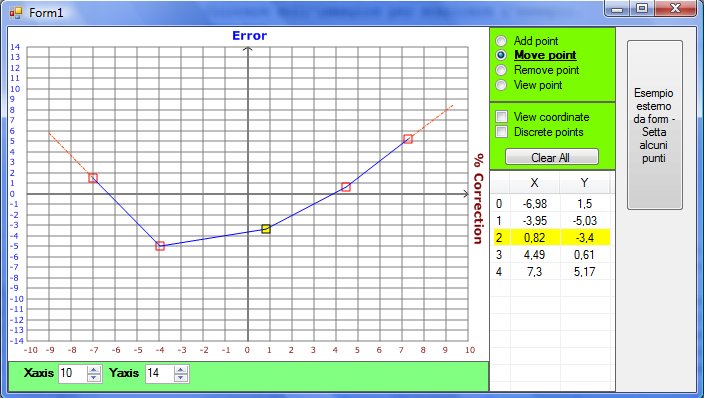 Form1
Error
14
13
12
11
10
9
8
7
6
5
4
3
2
1
0
-1
-2
-3
-4
-5
-6
-7
-8
-9
-10
-11
-12
-13
-14
-10 -9 -8 -7 -6 -5 -4 -3 -2 -1 0 1 2 3 4 5 6 7 8 9 10
% Correction
Xaxis 10 Yaxis 14
Add point
Move point
Remove point
View point
View coordinate
Discrete points
Clear All
X Y
0 -6,98 1,5
1 -3,95 -5,03
2 0,82 -3,4
3 4,49 0,61
4 7,3 5,17
Esempio
esterno
da form -
Setta
alcuni
punti